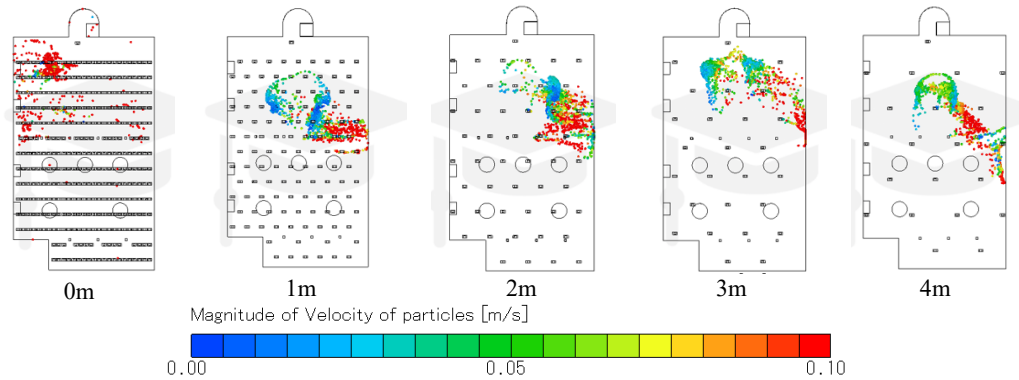 0m
1m
2m
3m
4m
Magnitude of Velocity of particles [m/s]
0.00
0.05
0.10